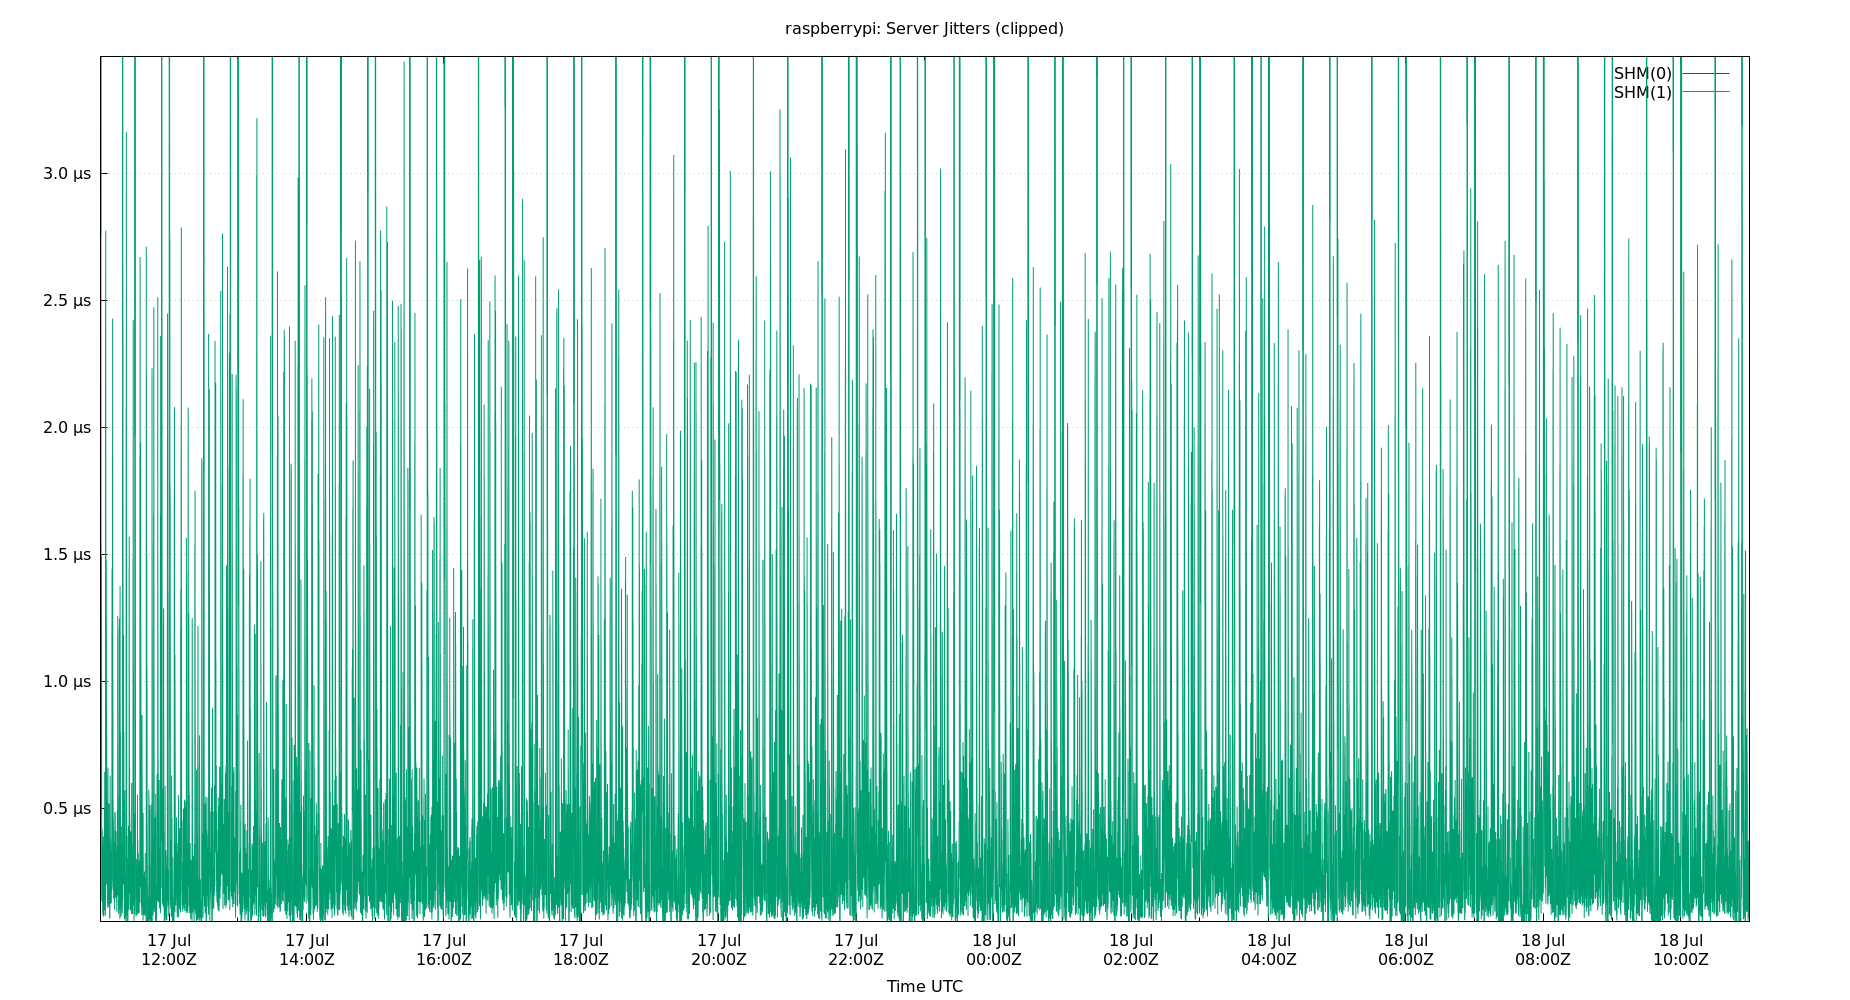 raspberrypi: Server Jitters (clipped)
SHM(0)
SHM(1)
3.0 µs
2.5 µs
2.0 µs
1.5 µs
1.0 µs
0.5 µs
17 Jul 17 Jul 17 Jul 17 Jul 17 Jul 17 Jul 18 Jul 18 Jul 18 Jul 18 Jul 18 Jul 18 Jul
12:00Z 14:00Z 16:00Z 18:00Z 20:00Z 22:00Z 00:00Z 02:00Z 04:00Z 06:00Z 08:00Z 10:00Z
Time UTC